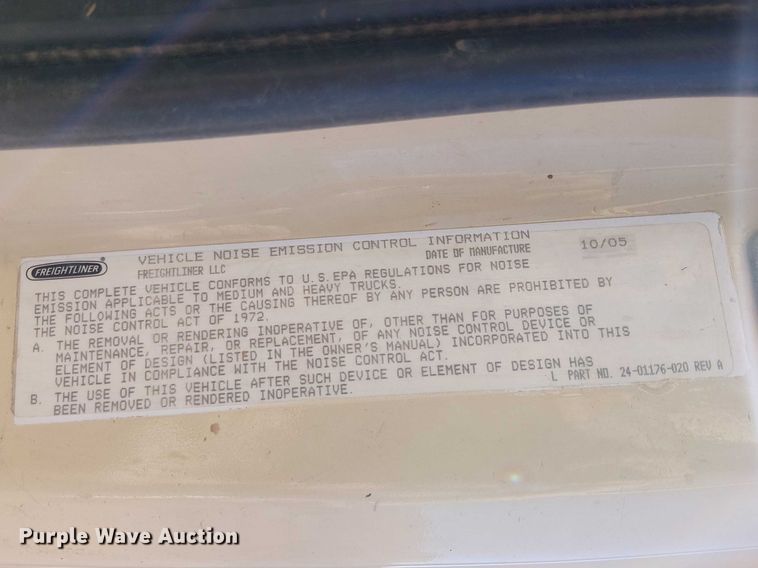 FREIGHTLINER
VEHICLE NOISE EMISSION CONTROL INFORMATION
FREIGHTLINER LLC DATE OF MANUFACTURE 10/05
THIS COMPLETE VEHICLE CONFORMS TO U.S.EPA REGULATIONS FOR NOISE
EMISSION APPLICABLE TO MEDIUM AND HEAVY TRUCKS.
THE FOLLOWING ACTS OR THE CAUSING THEREOF BY ANY PERSON ARE PROHIBITED BY
THE NOISE CONTROL ACT OF 1972.
A. THE REMOVAL OR RENDERING INOPERATIVE OF, OTHER THAN FOR PURPOSES OF
MAINTENANCE, REPAIR, OR REPLACEMENT, OF ANY NOISE CONTROL DEVICE OR
ELEMENT OF DESIGN (LISTED IN THE OWNER'S MANUAL) INCORPORATED INTO THIS
VEHICLE IN COMPLIANCE WITH THE NOISE CONTROL ACT.
B. THE USE OF THIS VEHICLE AFTER SUCH DEVICE OR ELEMENT OF DESIGN HAS
BEEN REMOVED OR RENDERED INOPERATIVE.
L PART NO. 24-01176-020 REV A
Purple Wave Auction